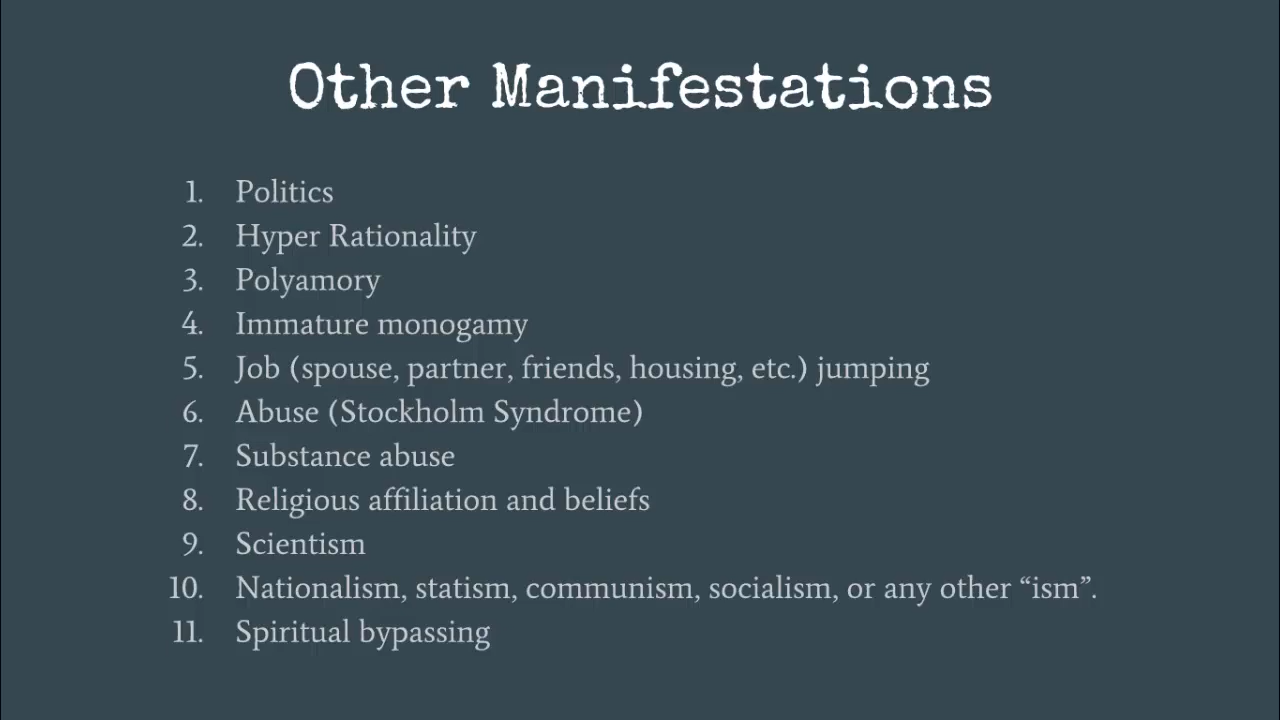 Other Manifestations
1. Politics
2. Hyper Rationality
3. Polyamory
4. Immature monogamy
5. Job (spouse, partner, friends, housing, etc.) jumping
6. Abuse (Stockholm Syndrome)
7. Substance abuse
8. Religious affiliation and beliefs
9. Scientism
10. Nationalism, statism, communism, socialism, or any other “ism”.
11. Spiritual bypassing